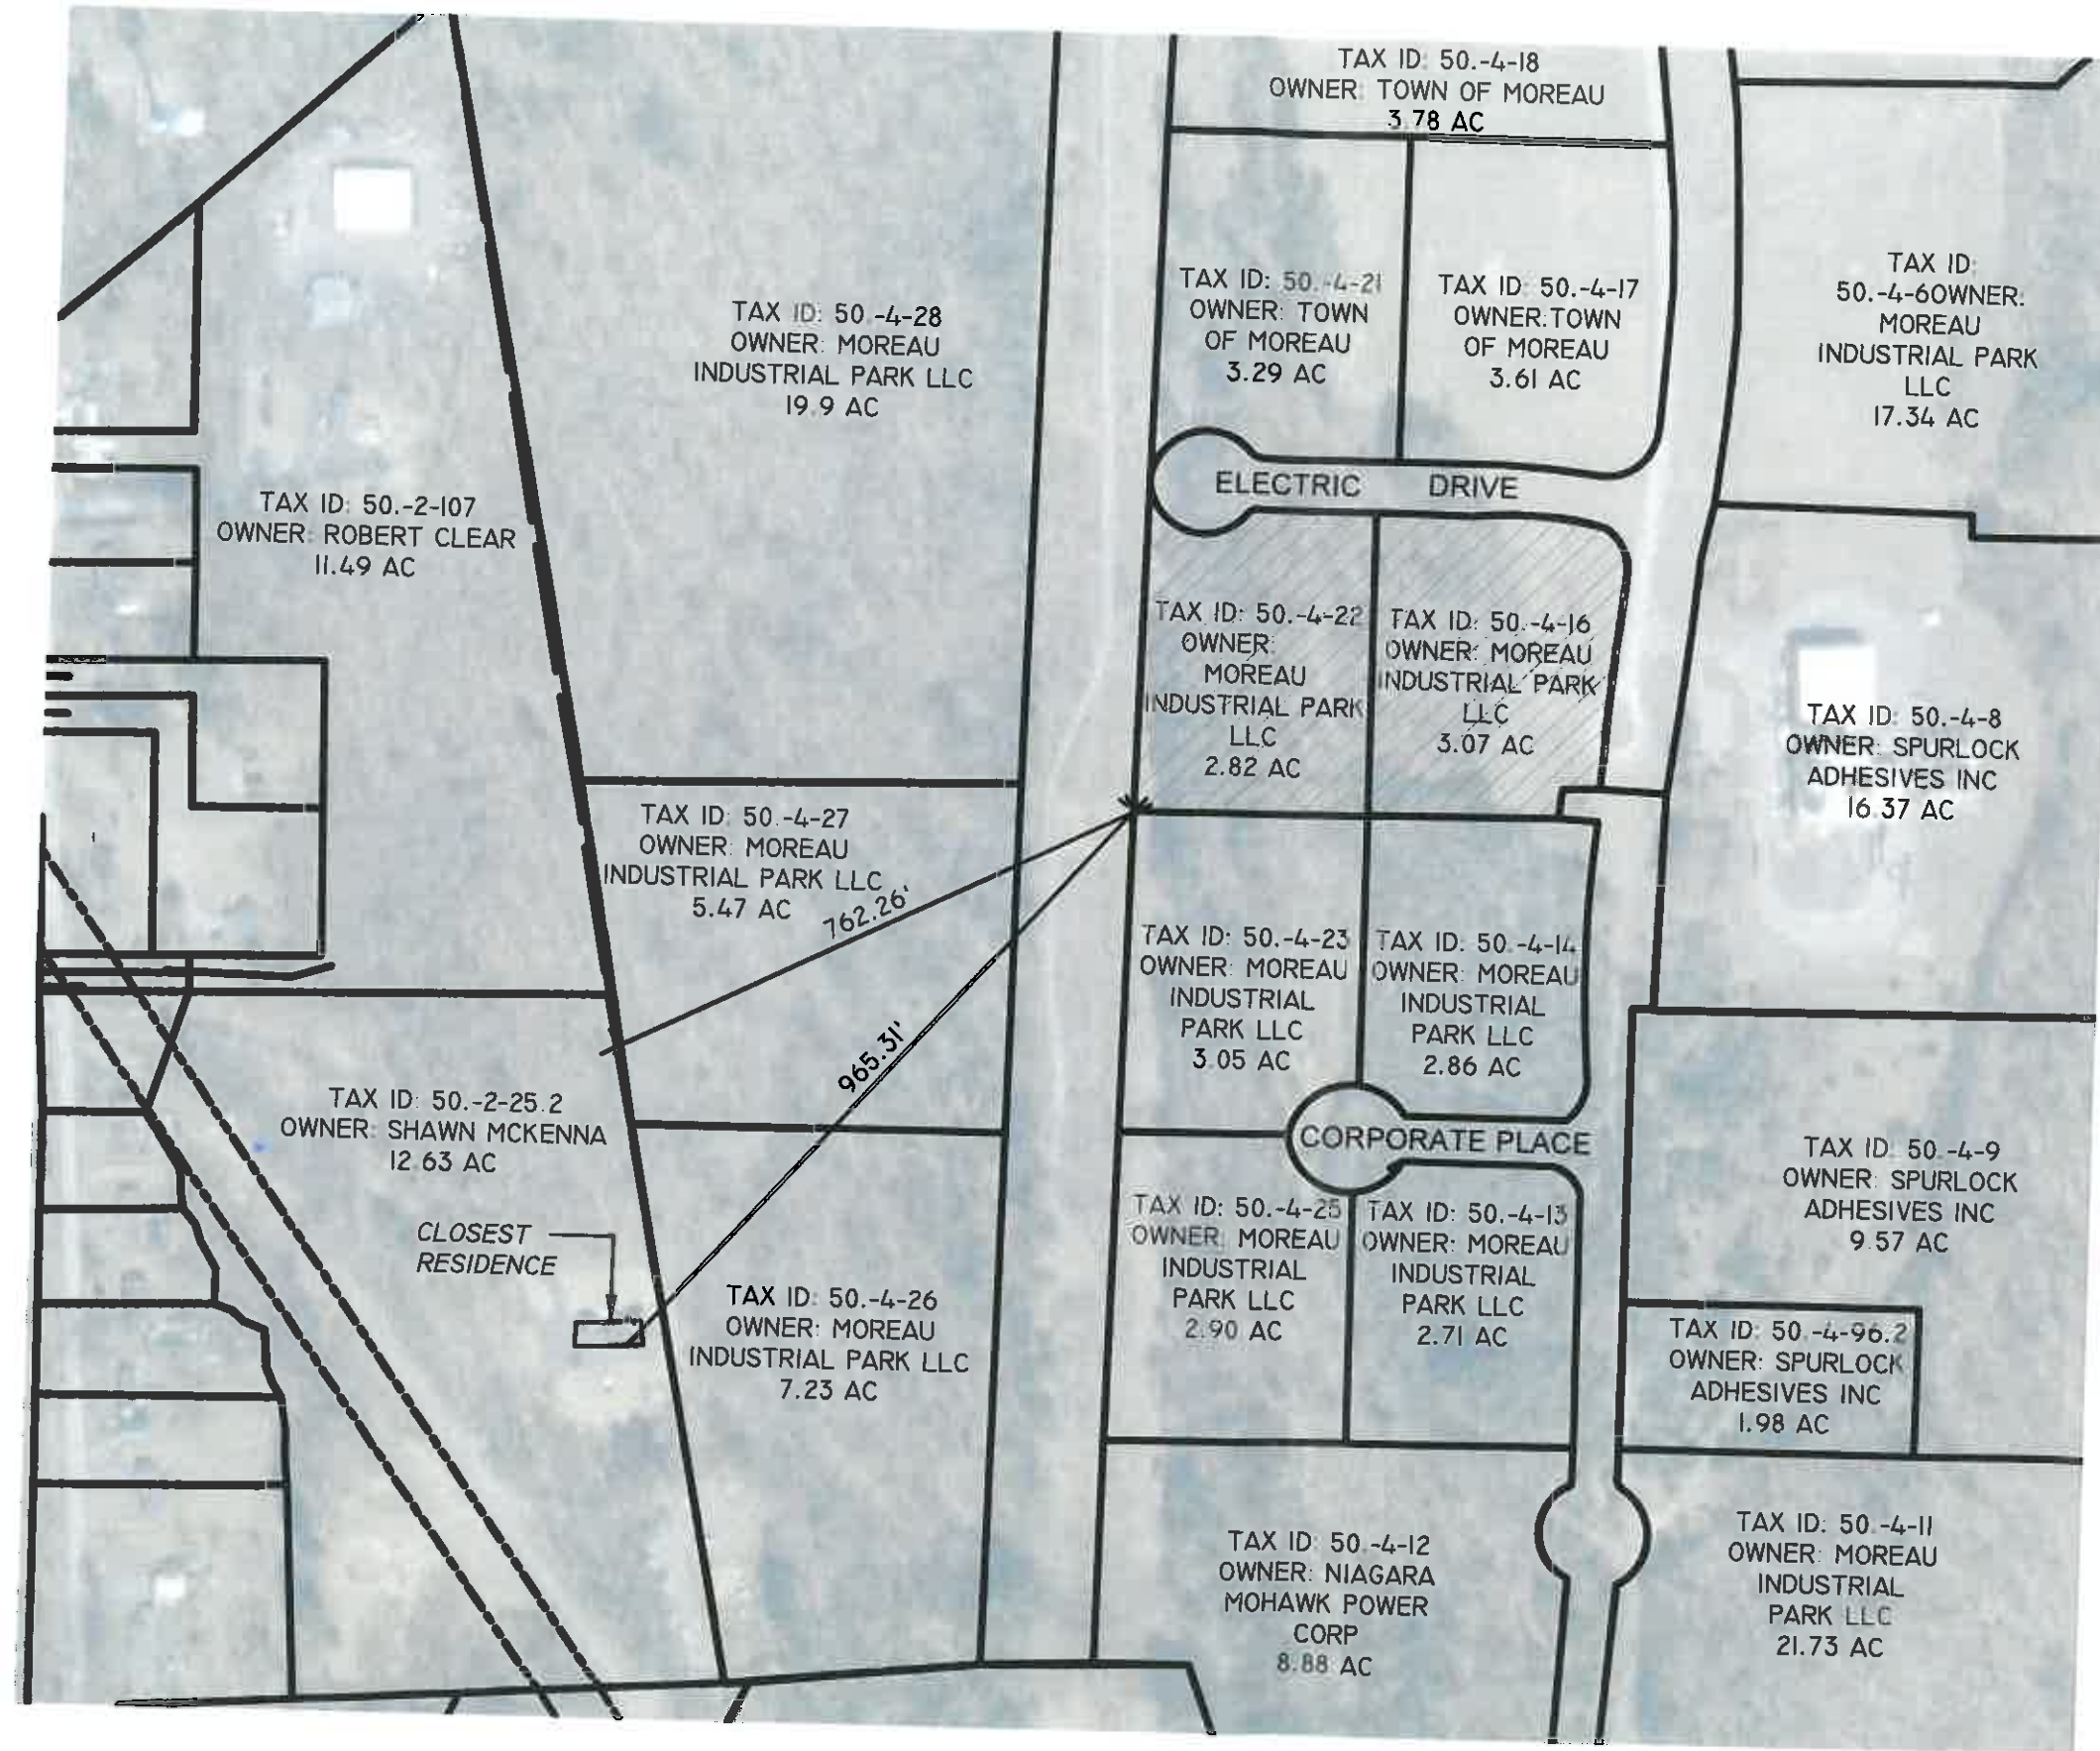 TAX ID: 50.-4-18
OWNER: TOWN OF MOREAU
3.78 AC
TAX ID: 50.-4-21
OWNER: TOWN
OF MOREAU
3.29 AC
TAX ID: 50.-4-17
OWNER:TOWN
OF MOREAU
3.61 AC
TAX ID:
50.-4-6OWNER:
MOREAU
INDUSTRIAL PARK
LLC
17.34 AC
TAX ID: 50.-4-28
OWNER: MOREAU
INDUSTRIAL PARK LLC
19.9 AC
TAX ID: 50.-2-107
OWNER: ROBERT CLEAR
11.49 AC
ELECTRIC DRIVE
TAX ID: 50.-4-22
OWNER:
MOREAU
INDUSTRIAL PARK
LLC
2.82 AC
TAX ID: 50.-4-16
OWNER: MOREAU
INDUSTRIAL PARK
LLC
3.07 AC
TAX ID: 50.-4-8
OWNER: SPURLOCK
ADHESIVES INC
16.37 AC
TAX ID: 50.-4-27
OWNER: MOREAU
INDUSTRIAL PARK LLC
5.47 AC
762.26'
965.31'
TAX ID: 50.-4-23
OWNER: MOREAU
INDUSTRIAL
PARK LLC
3.05 AC
TAX ID: 50.-4-14
OWNER: MOREAU
INDUSTRIAL
PARK LLC
2.86 AC
TAX ID: 50.-2-25.2
OWNER: SHAWN MCKENNA
12.63 AC
CORPORATE PLACE
TAX ID: 50.-4-9
OWNER: SPURLOCK
ADHESIVES INC
9.57 AC
CLOSEST
RESIDENCE
TAX ID: 50.-4-25
OWNER: MOREAU
INDUSTRIAL
PARK LLC
2.90 AC
TAX ID: 50.-4-13
OWNER: MOREAU
INDUSTRIAL
PARK LLC
2.71 AC
TAX ID: 50.-4-26
OWNER: MOREAU
INDUSTRIAL PARK LLC
7.23 AC
TAX ID: 50.-4-96.2
OWNER: SPURLOCK
ADHESIVES INC
1.98 AC
TAX ID: 50.-4-12
OWNER: NIAGARA
MOHAWK POWER
CORP
8.88 AC
TAX ID: 50.-4-11
OWNER: MOREAU
INDUSTRIAL
PARK LLC
21.73 AC